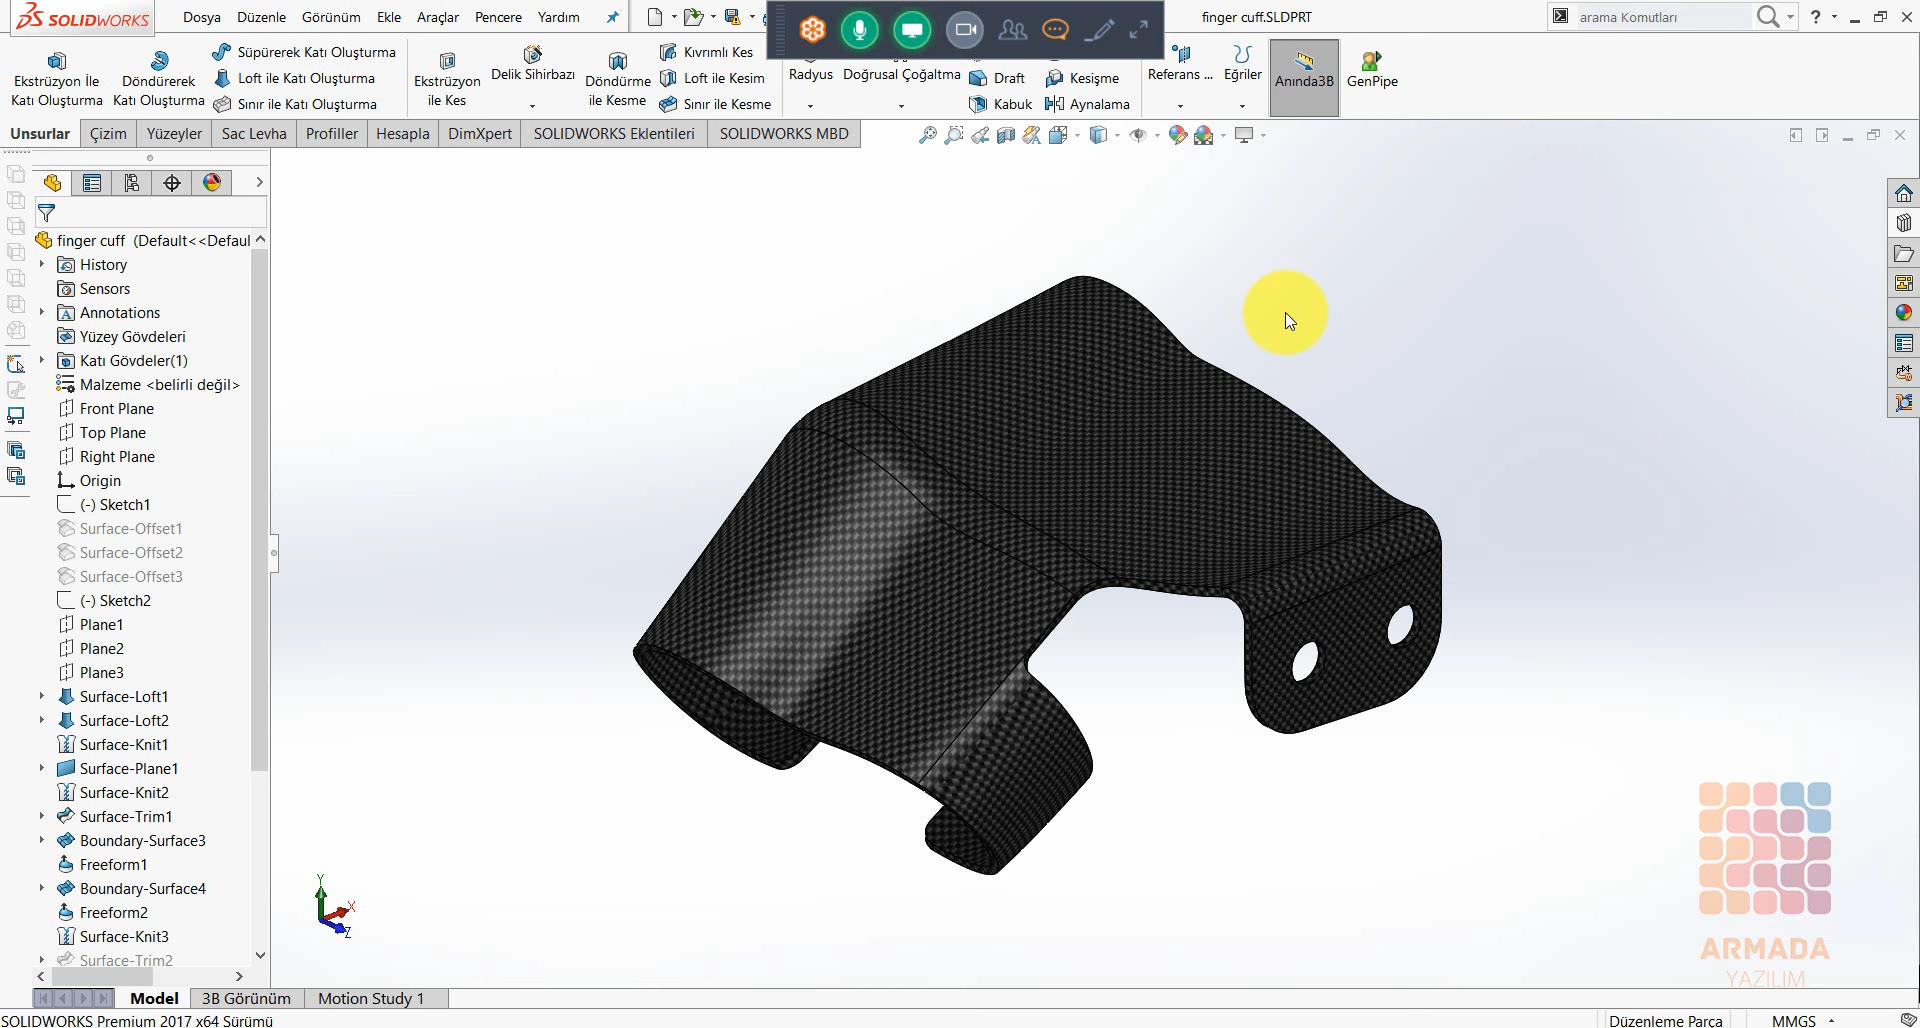 SOLIDWORKS
Dosya Düzenle Görünüm Ekle Araçlar Pencere Yardım
finger cuff.SLDPRT
arama Komutları
?
Ekstrüzyon İle
Katı Oluşturma
Döndürerek
Katı Oluşturma
Süpürerek Katı Oluşturma
Loft ile Katı Oluşturma
Sınır ile Katı Oluşturma
Ekstrüzyon
ile Kes
Delik Sihirbazı
Döndürme
ile Kesme
Kıvrımlı Kes
Loft ile Kesim
Sınır ile Kesme
Radyus
Doğrusal Çoğaltma
Draft
Kabuk
Kesişme
Aynalama
Referans ...
Eğriler
Anında3B
GenPipe
Unsurlar Çizim Yüzeyler Sac Levha Profiller Hesapla DimXpert SOLIDWORKS Eklentileri SOLIDWORKS MBD
finger cuff (Default<<Defaul
History
Sensors
Annotations
Yüzey Gövdeleri
Katı Gövdeler(1)
Malzeme <belirli değil>
Front Plane
Top Plane
Right Plane
Origin
(-) Sketch1
Surface-Offset1
Surface-Offset2
Surface-Offset3
(-) Sketch2
Plane1
Plane2
Plane3
Surface-Loft1
Surface-Loft2
Surface-Knit1
Surface-Plane1
Surface-Knit2
Surface-Trim1
Boundary-Surface3
Freeform1
Boundary-Surface4
Freeform2
Surface-Knit3
Surface-Trim2
Y
X
Z
ARMADA
YAZILIM
Model 3B Görünüm Motion Study 1
SOLIDWORKS Premium 2017 x64 Sürümü
Düzenleme Parça
MMGS